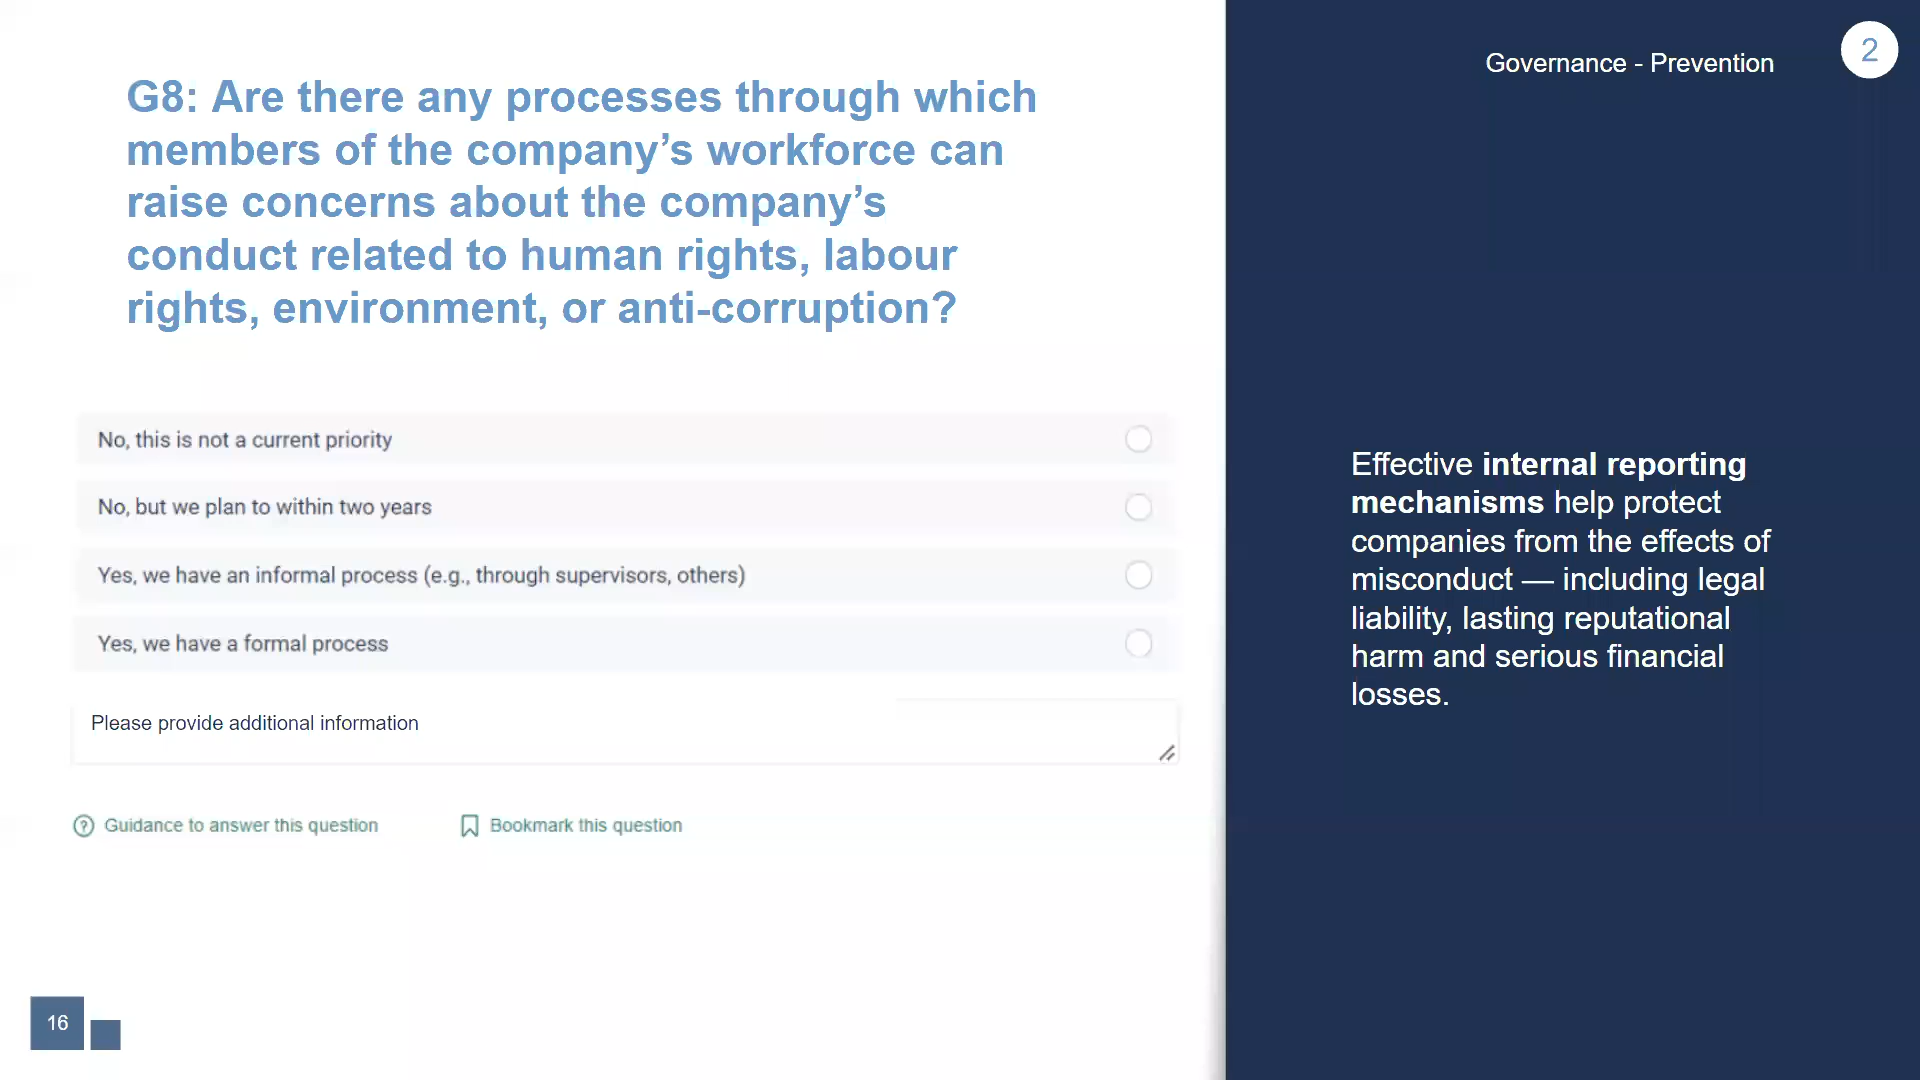 G8: Are there any processes through which
members of the company’s workforce can
raise concerns about the company’s
conduct related to human rights, labour
rights, environment, or anti-corruption?
No, this is not a current priority
No, but we plan to within two years
Yes, we have an informal process (e.g., through supervisors, others)
Yes, we have a formal process
Please provide additional information
Guidance to answer this question
Bookmark this question
16
Governance - Prevention
2
Effective internal reporting
mechanisms help protect
companies from the effects of
misconduct — including legal
liability, lasting reputational
harm and serious financial
losses.